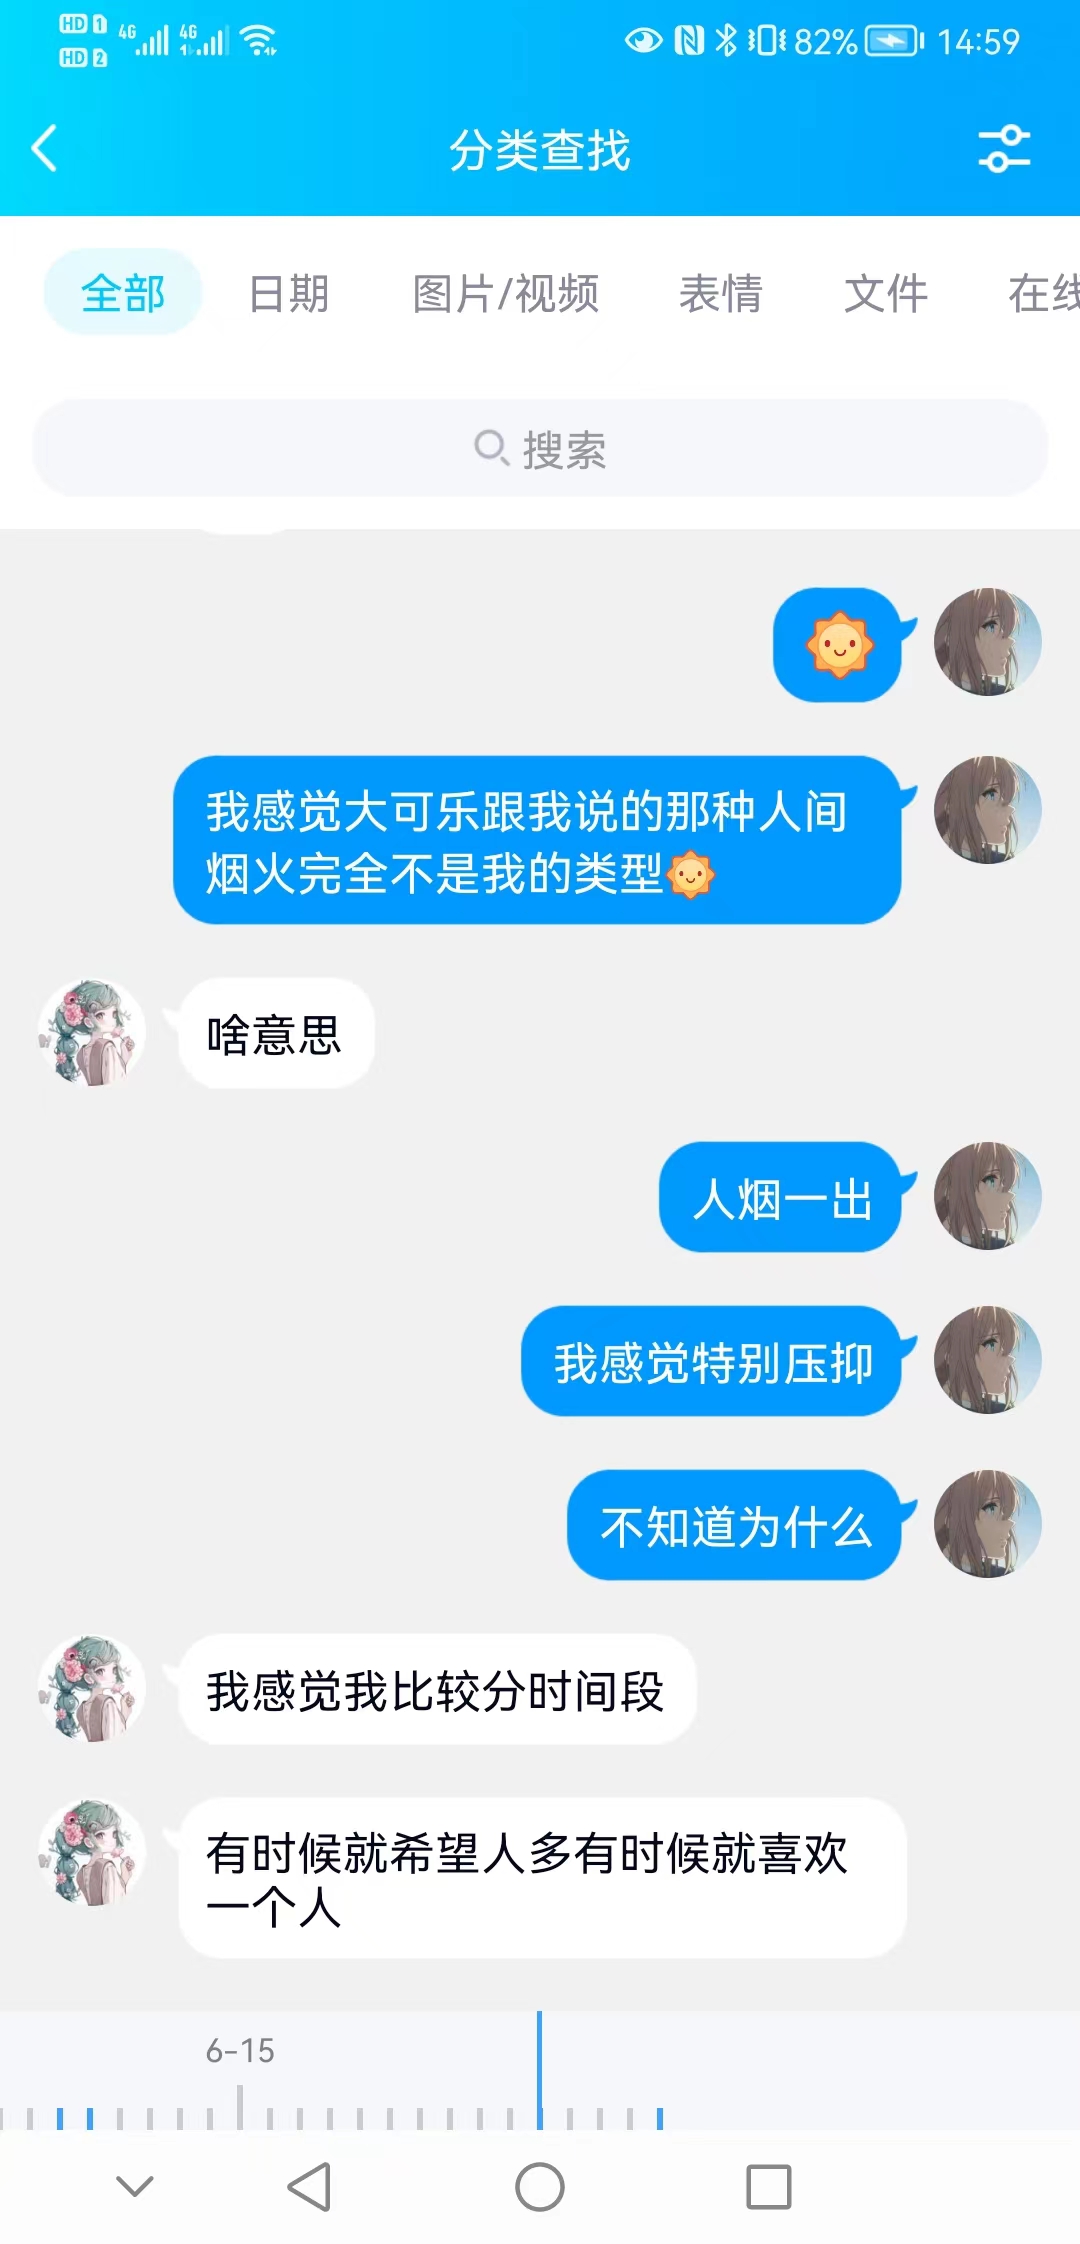 HD 1 4G 4G 82% 14:59
HD 2
分类查找
全部 日期 图片/视频 表情 文件 在线
搜索
我感觉大可乐跟我说的那种人间
烟火完全不是我的类型
啥意思
人烟一出
我感觉特别压抑
不知道为什么
我感觉我比较分时间段
有时候就希望人多有时候就喜欢
一个人
6-15